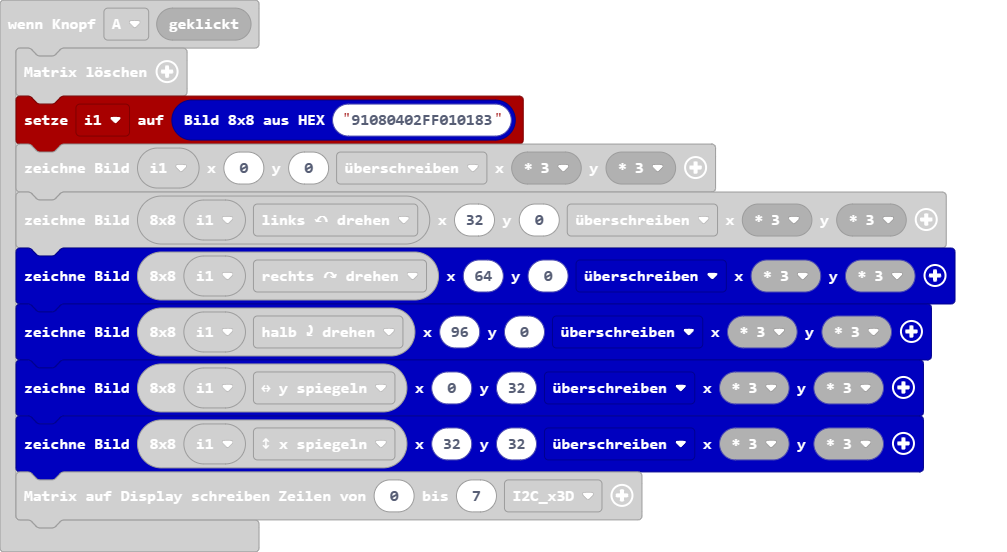 wenn Knopf A geklickt
Matrix löschen
setze i1 auf Bild 8x8 aus HEX "91080402FF010183"
zeichne Bild i1 x 0 y 0 überschreiben x * 3 y * 3
zeichne Bild 8x8 i1 links ↶ drehen x 32 y 0 überschreiben x * 3 y * 3
zeichne Bild 8x8 i1 rechts ↷ drehen x 64 y 0 überschreiben x * 3 y * 3
zeichne Bild 8x8 i1 halb ⤸ drehen x 96 y 0 überschreiben x * 3 y * 3
zeichne Bild 8x8 i1 ⇔ y spiegeln x 0 y 32 überschreiben x * 3 y * 3
zeichne Bild 8x8 i1 ↕ x spiegeln x 32 y 32 überschreiben x * 3 y * 3
Matrix auf Display schreiben Zeilen von 0 bis 7 I2C_x3D